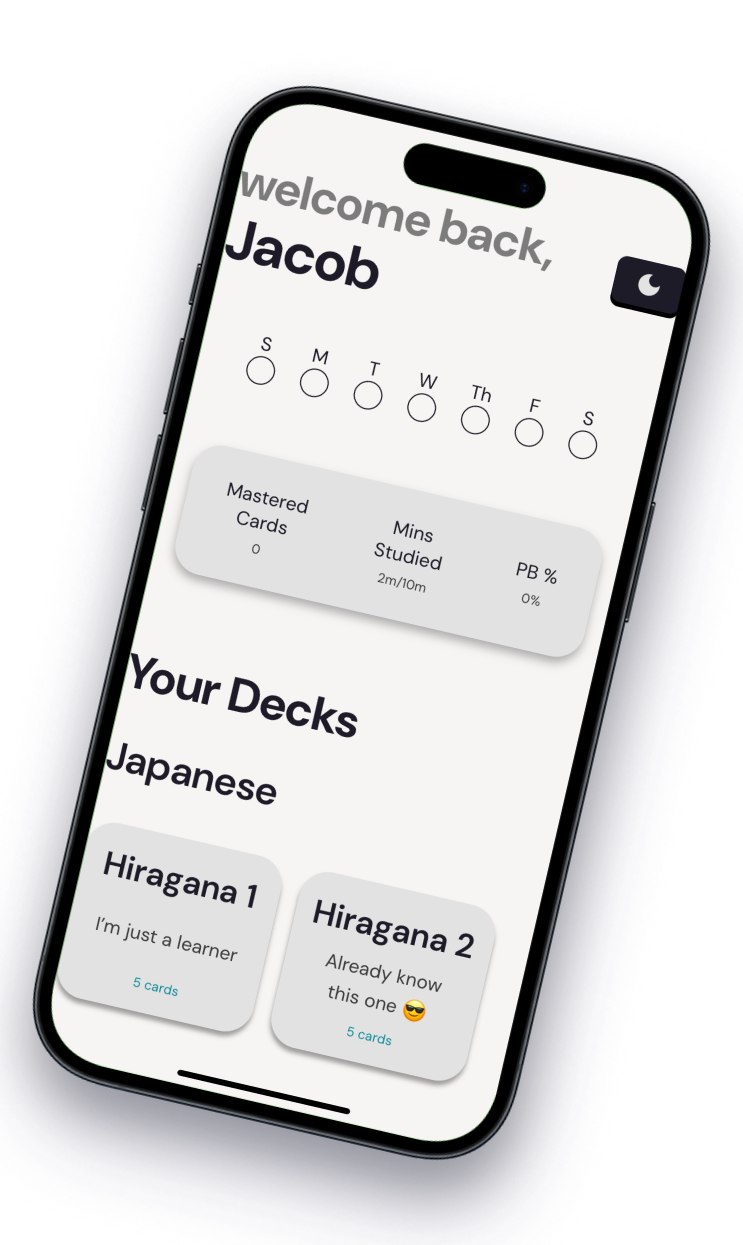 welcome back,
Jacob
S M T W Th F S
Mastered
Cards
0
Mins
Studied
2m/10m
PB %
0%
Your Decks
Japanese
Hiragana 1
I’m just a learner
5 cards
Hiragana 2
Already know
this one 😎
5 cards